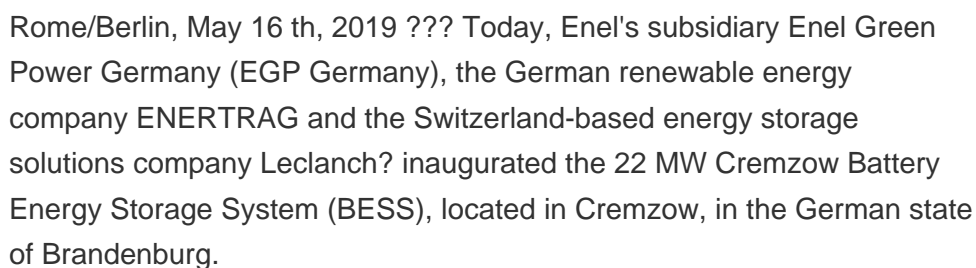 Rome/Berlin, May 16 th, 2019 ??? Today, Enel's subsidiary Enel Green
Power Germany (EGP Germany), the German renewable energy
company ENERTRAG and the Switzerland-based energy storage
solutions company Leclanch? inaugurated the 22 MW Cremzow Battery
Energy Storage System (BESS), located in Cremzow, in the German state
of Brandenburg.